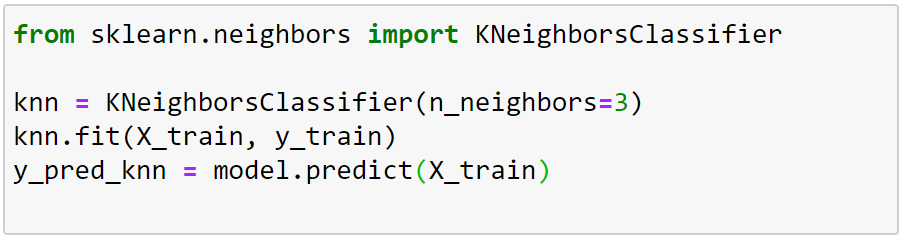 from sklearn.neighbors import KNeighborsClassifier
knn = KNeighborsClassifier(n_neighbors=3)
knn.fit(X_train, y_train)
y_pred_knn = model.predict(X_train)